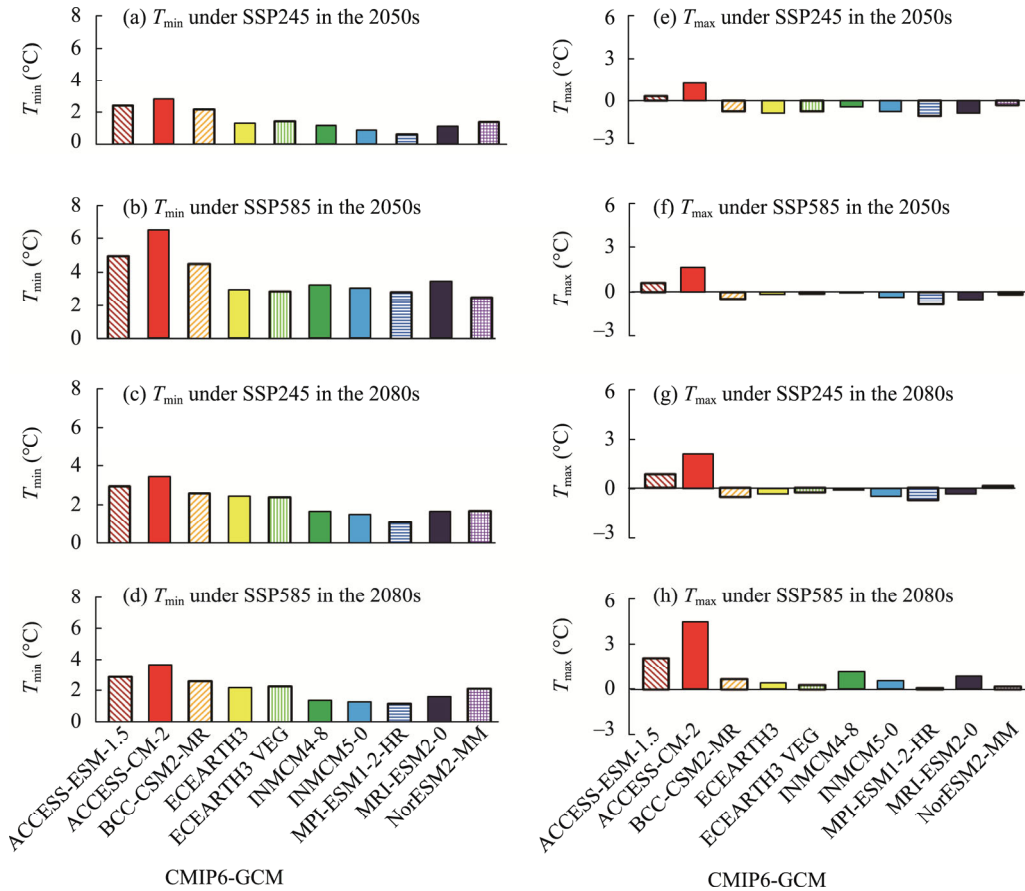 (a) Tmin under SSP245 in the 2050s
Tmin (°C)
8
6
4
2
0
(b) Tmin under SSP585 in the 2050s
Tmin (°C)
8
6
4
2
0
(c) Tmin under SSP245 in the 2080s
Tmin (°C)
8
6
4
2
0
(d) Tmin under SSP585 in the 2080s
Tmin (°C)
8
6
4
2
0
ACCESS-ESM-1.5
ACCESS-CM-2
BCC-CSM2-MR
ECEARTH3
ECEARTH3 VEG
INMCM4-8
INMCM5-0
MPI-ESM1-2-HR
MRI-ESM2-0
NorESM2-MM
CMIP6-GCM
(e) Tmax under SSP245 in the 2050s
Tmax (°C)
6
3
0
−3
(f) Tmax under SSP585 in the 2050s
Tmax (°C)
6
3
0
−3
(g) Tmax under SSP245 in the 2080s
Tmax (°C)
6
3
0
−3
(h) Tmax under SSP585 in the 2080s
Tmax (°C)
6
3
0
−3
ACCESS-ESM-1.5
ACCESS-CM-2
BCC-CSM2-MR
ECEARTH3
ECEARTH3 VEG
INMCM4-8
INMCM5-0
MPI-ESM1-2-HR
MRI-ESM2-0
NorESM2-MM
CMIP6-GCM